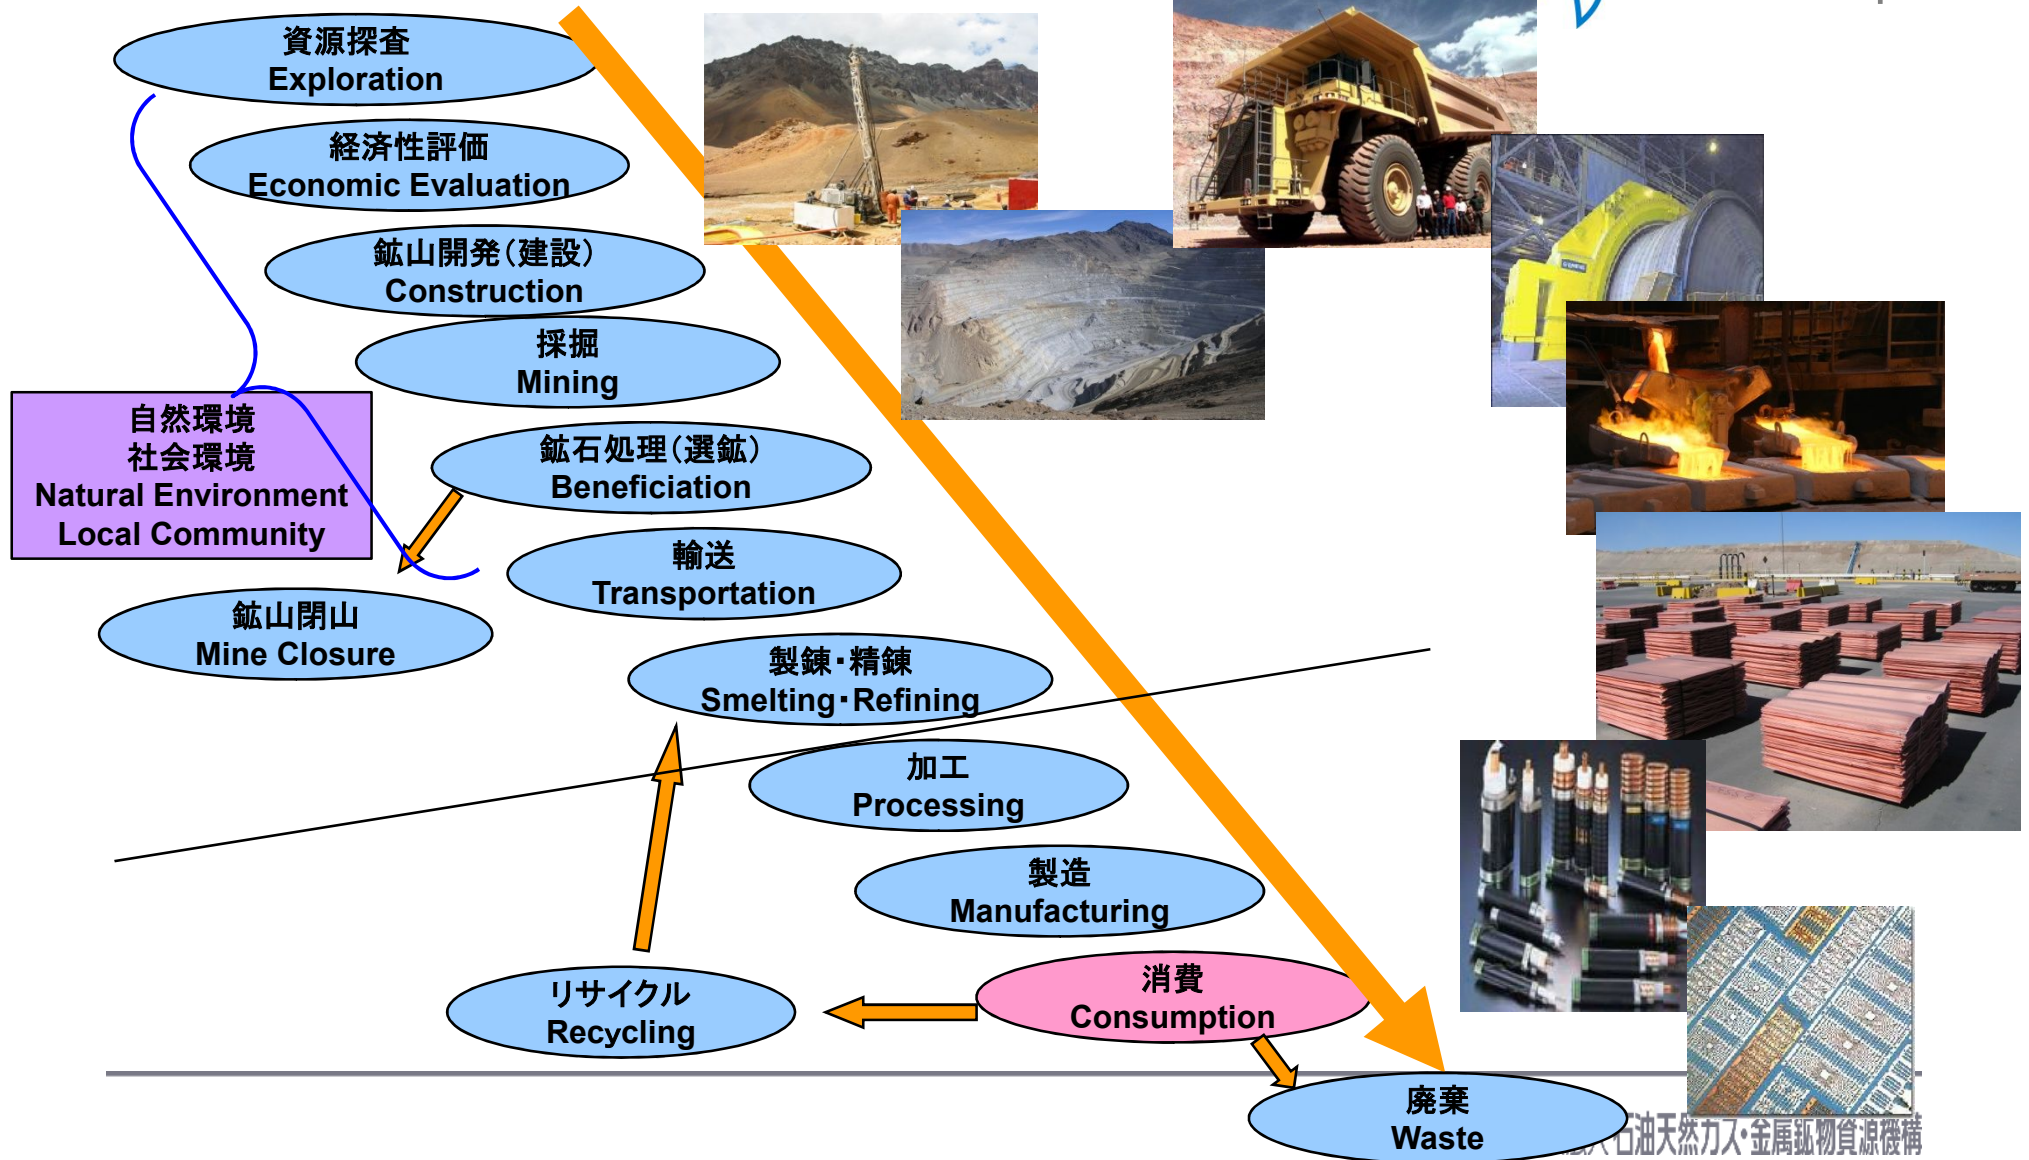 資源探査
Exploration
経済性評価
Economic Evaluation
鉱山開発(建設)
Construction
採掘
Mining
自然環境
社会環境
Natural Environment
Local Community
鉱石処理(選鉱)
Beneficiation
輸送
Transportation
鉱山閉山
Mine Closure
製錬・精錬
Smelting・Refining
加工
Processing
製造
Manufacturing
リサイクル
Recycling
消費
Consumption
廃棄
Waste
石油天然ガス・金属鉱物資源機構